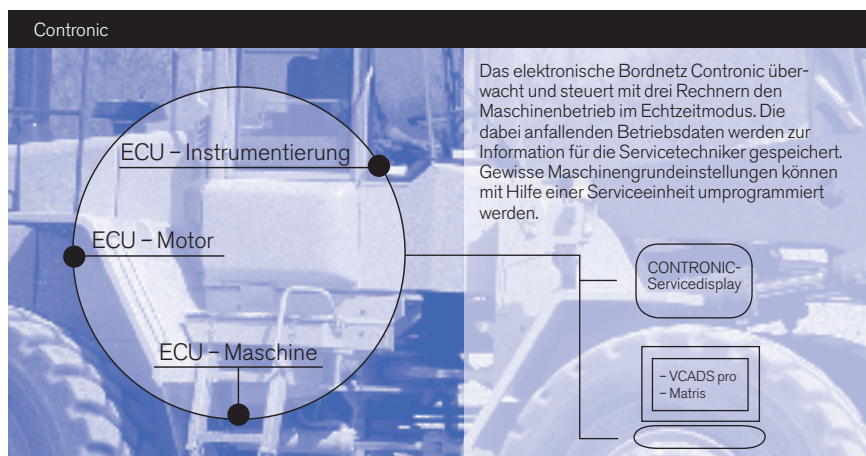 Contronic
Das elektronische Bordnetz Contronic über-
wacht und steuert mit drei Rechnern den
Maschinenbetrieb im Echtzeitmodus. Die
dabei anfallenden Betriebsdaten werden zur
Information für die Servicetechniker gespeichert.
Gewisse Maschinengrundeinstellungen können
mit Hilfe einer Serviceeinheit umprogrammiert
werden.
ECU – Instrumentierung
ECU – Motor
ECU – Maschine
CONTRONIC-
Servicedisplay
– VCADS pro
– Matris